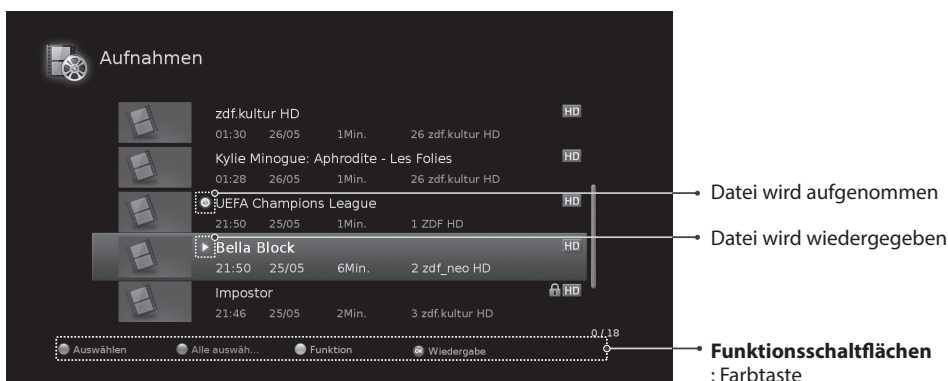 Aufnahmen
zdf.kultur HD HD
01:30 26/05 1Min. 26 zdf.kultur HD
Kylie Minogue: Aphrodite - Les Folies HD
01:28 26/05 1Min. 26 zdf.kultur HD
UEFA Champions League HD
21:50 25/05 1Min. 1 ZDF HD
Bella Block HD
21:50 25/05 6Min. 2 zdf_neo HD
Impostor HD
21:46 25/05 2Min. 3 zdf.kultur HD
0/18
Auswählen Alle auswäh... Funktion OK Wiedergabe
Datei wird aufgenommen
Datei wird wiedergegeben
Funktionsschaltflächen
: Farbtaste